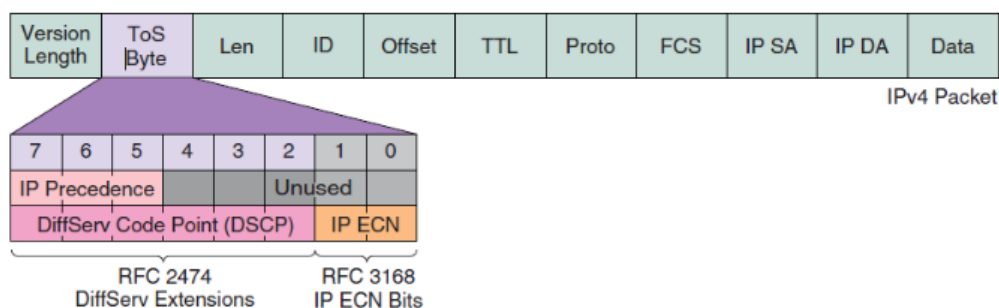 Version Length ToS Byte Len ID Offset TTL Proto FCS IP SA IP DA Data
IPv4 Packet
7 6 5 4 3 2 1 0
IP Precedence Unused
DiffServ Code Point (DSCP) IP ECN
RFC 2474 RFC 3168
DiffServ Extensions IP ECN Bits